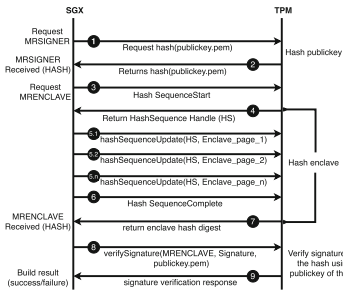 SGX
TPM
Request
MRSIGNER
1
Request hash(publickey.pem)
Hash publickey
MRSIGNER
Received (HASH)
2
Returns hash(publickey.pem)
Request
MRENCLAVE
3
Hash SequenceStart
4
Return HashSequence Handle (HS)
5.1
hashSequenceUpdate(HS, Enclave_page_1)
5.2
hashSequenceUpdate(HS, Enclave_page_2)
Hash enclave
5.n
hashSequenceUpdate(HS, Enclave_page_n)
6
Hash SequenceComplete
MRENCLAVE
Received (HASH)
7
return enclave hash digest
8
verifySignature(MRENCLAVE, Signature,
publickey.pem)
Verify signature
the hash usi
publickey of th
Build result
(success/failure)
9
signature verification response